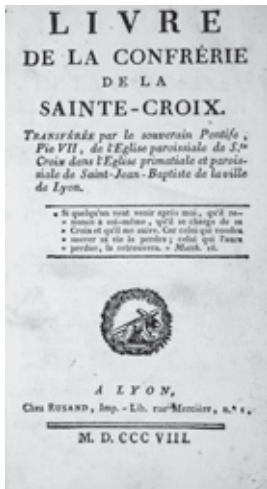 LIVRE
DE LA CONFRÉRIE
DE LA
SAINTE-CROIX.
TRANSFÉRÉE par le souverain Pontife,
Pie VII, de l'Eglise paroissiale de S.te
Croix dans l'Eglise primatiale et parois-
siale de Saint-Jean-Baptiste de la ville
de Lyon.
« Si quelqu'un veut venir après moi, qu'il re-
« nonce à soi-même, qu'il se charge de sa
« Croix et qu'il me suive. Car celui qui voudra
« sauver sa vie la perdra; celui qui l'aura
« perdue, la retrouvera. » Matth. 16.
A LYON,
Chez RUSAND, Imp.-Lib. rue Mercière, n.º
M. D. CCC VIII.